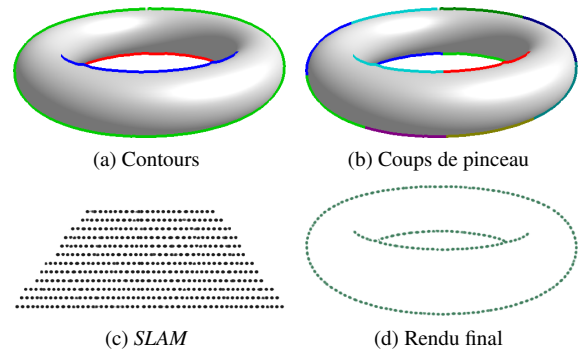 (a) Contours
(b) Coups de pinceau
(c) SLAM
(d) Rendu final